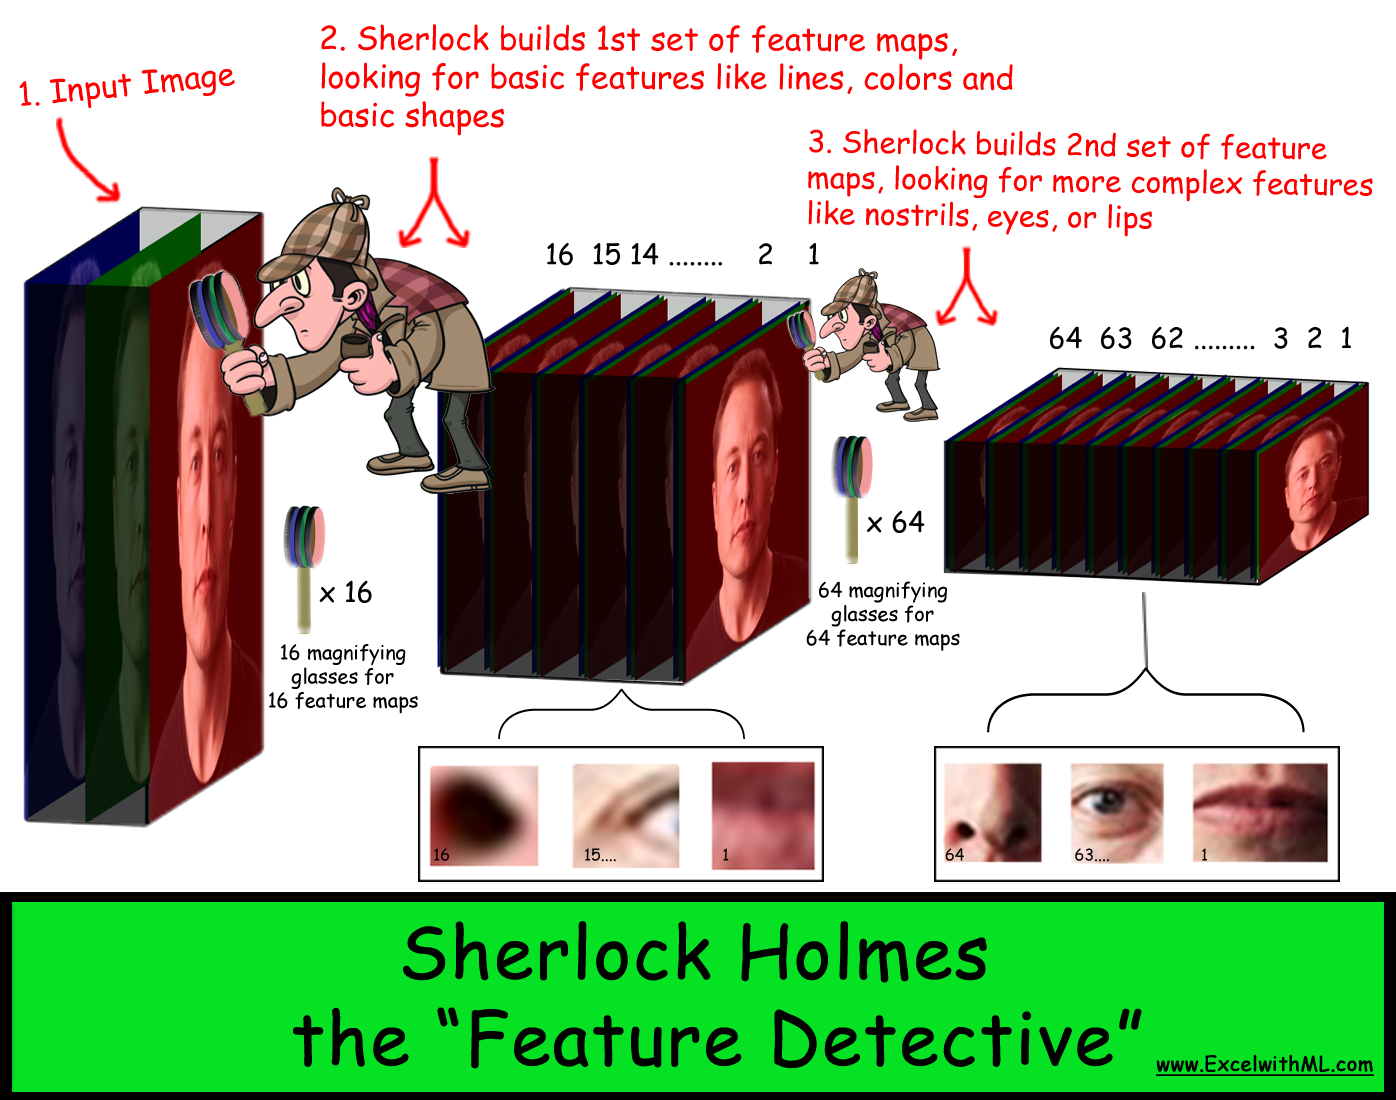 1. Input Image
2. Sherlock builds 1st set of feature maps,
looking for basic features like lines, colors and
basic shapes
3. Sherlock builds 2nd set of feature
maps, looking for more complex features
like nostrils, eyes, or lips
16 15 14 ........ 2 1
64 63 62 ......... 3 2 1
x 16
16 magnifying
glasses for
16 feature maps
x 64
64 magnifying
glasses for
64 feature maps
16 15.... 1
64 63.... 1
Sherlock Holmes
the “Feature Detective”
www.ExcelwithML.com